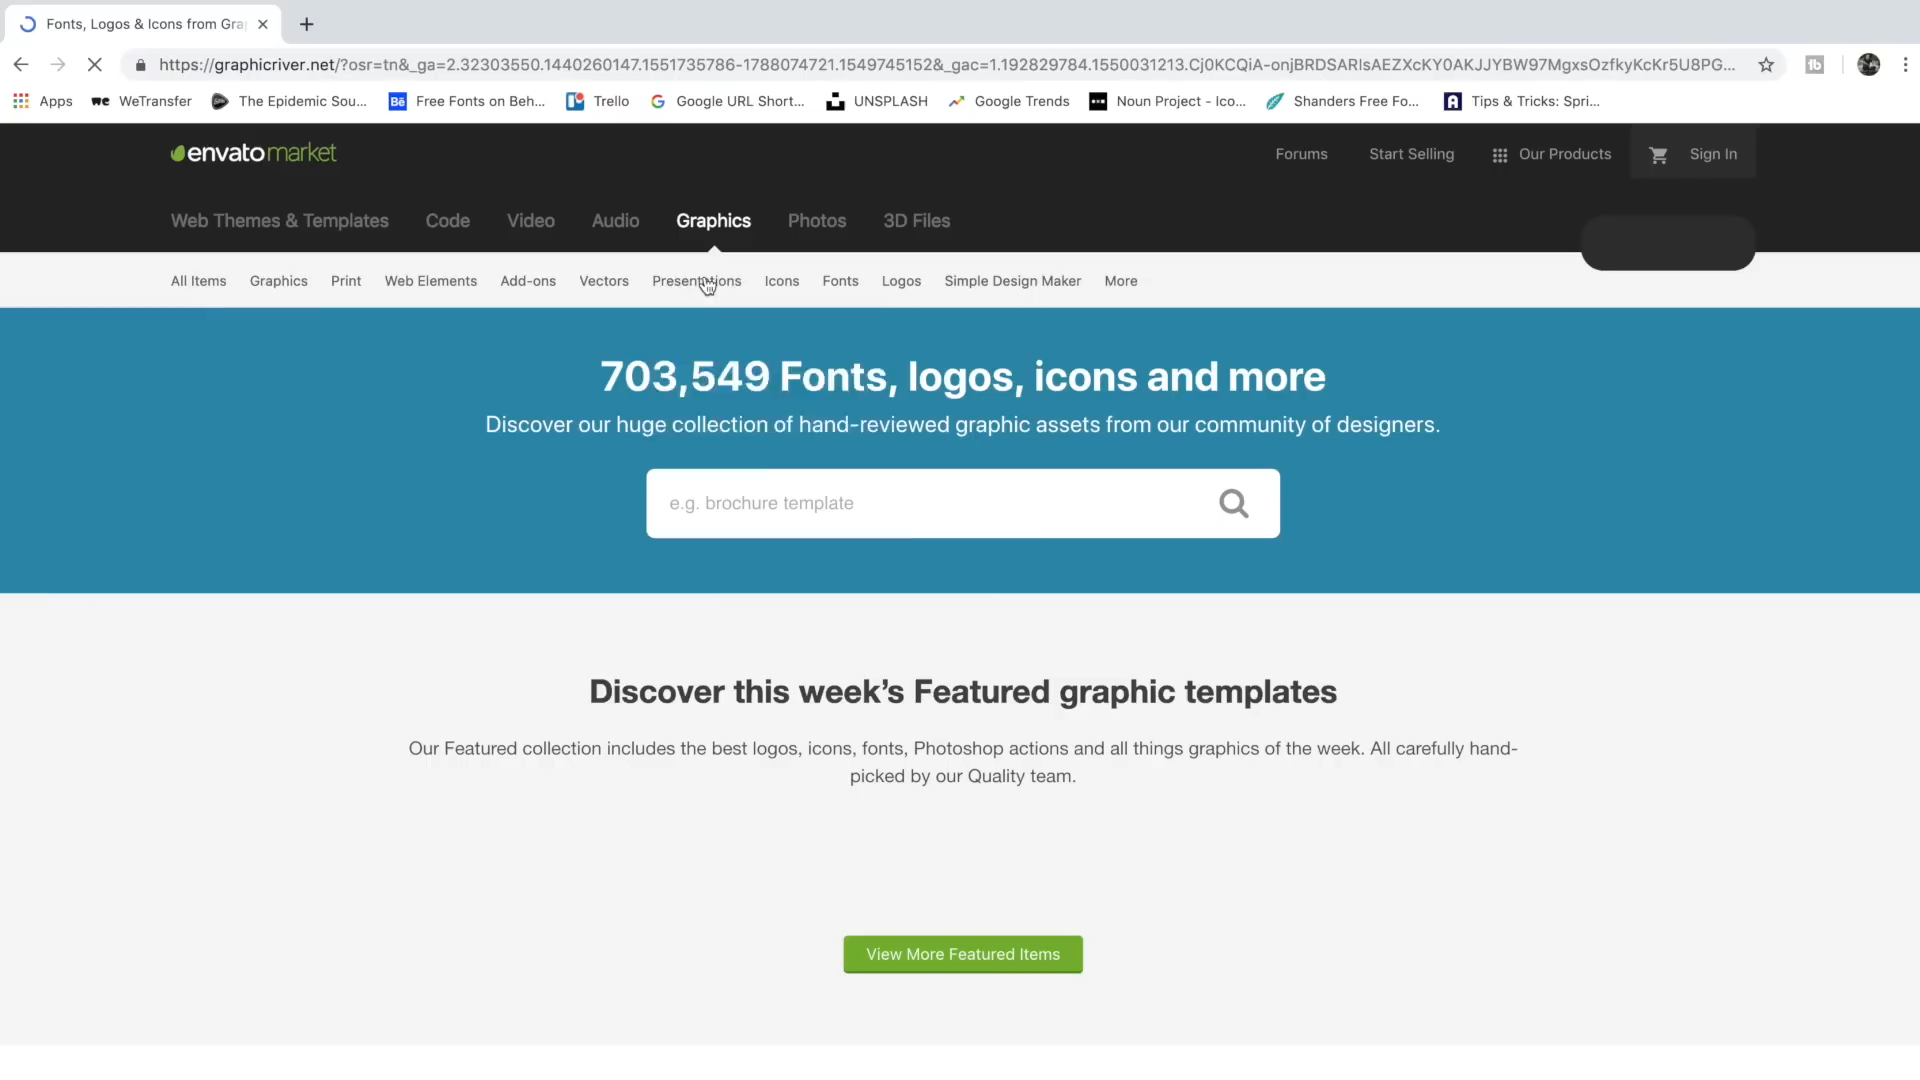 Fonts, Logos & Icons from Gra
https://graphicriver.net/?osr=tn&_ga=2.32303550.1440260147.1551735786-1788074721.1549745152&_gac=1.192829784.1550031213.Cj0KCQiA-onjBRDSARIsAEZXcKY0AKJJYBW97MgxsOzfkyKcKr5U8PG...
Apps WeTransfer The Epidemic Sou... Bē Free Fonts on Beh... Trello Google URL Short... UNSPLASH Google Trends Noun Project - Ico... Shanders Free Fo... Tips & Tricks: Spri...
envatomarket
Forums Start Selling Our Products Sign In
Web Themes & Templates Code Video Audio Graphics Photos 3D Files
All Items Graphics Print Web Elements Add-ons Vectors Presentations Icons Fonts Logos Simple Design Maker More
703,549 Fonts, logos, icons and more
Discover our huge collection of hand-reviewed graphic assets from our community of designers.
e.g. brochure template
Discover this week’s Featured graphic templates
Our Featured collection includes the best logos, icons, fonts, Photoshop actions and all things graphics of the week. All carefully hand-
picked by our Quality team.
View More Featured Items